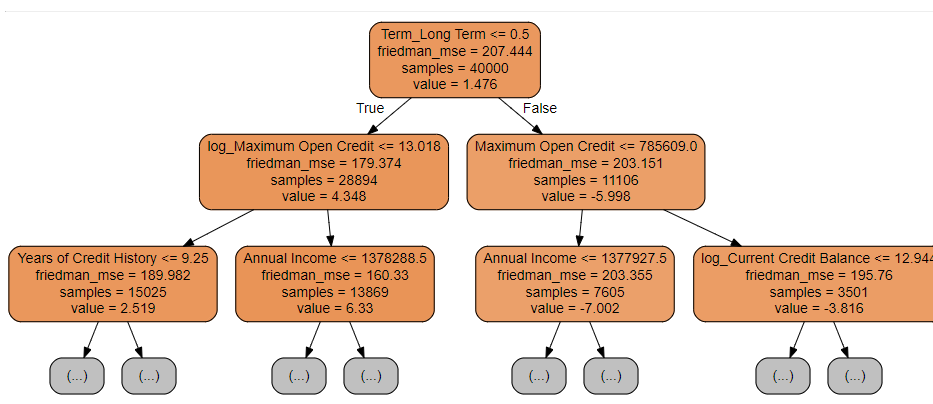 Term_Long Term <= 0.5
friedman_mse = 207.444
samples = 40000
value = 1.476
True
False
log_Maximum Open Credit <= 13.018
friedman_mse = 179.374
samples = 28894
value = 4.348
Maximum Open Credit <= 785609.0
friedman_mse = 203.151
samples = 11106
value = -5.998
Years of Credit History <= 9.25
friedman_mse = 189.982
samples = 15025
value = 2.519
Annual Income <= 1378288.5
friedman_mse = 160.33
samples = 13869
value = 6.33
Annual Income <= 1377927.5
friedman_mse = 203.355
samples = 7605
value = -7.002
log_Current Credit Balance <= 12.944
friedman_mse = 195.76
samples = 3501
value = -3.816
(...)
(...)
(...)
(...)
(...)
(...)
(...)
(...)